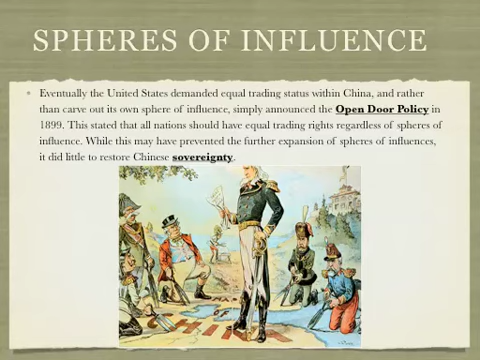 SPHERES OF INFLUENCE
• Eventually the United States demanded equal trading status within China, and rather
than carve out its own sphere of influence, simply announced the Open Door Policy in
1899. This stated that all nations should have equal trading rights regardless of spheres of
influence. While this may have prevented the further expansion of spheres of influences,
it did little to restore Chinese sovereignty.
CHINA